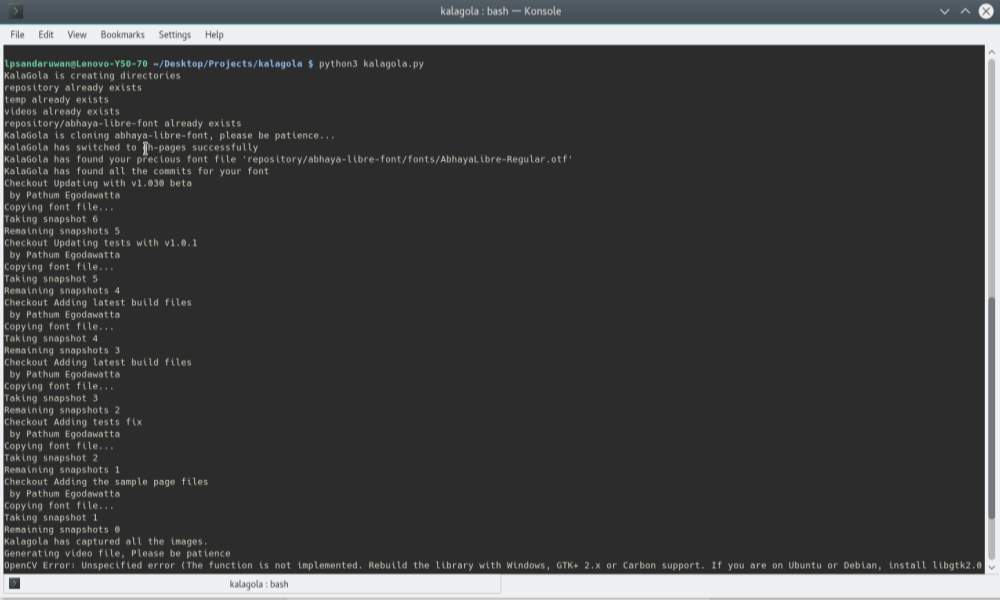 kalagola : bash — Konsole
File Edit View Bookmarks Settings Help
lpsandaruwan@Lenovo-Y50-70 ~/Desktop/Projects/kalagola $ python3 kalagola.py
KalaGola is creating directories
repository already exists
temp already exists
videos already exists
repository/abhaya-libre-font already exists
KalaGola is cloning abhaya-libre-font, please be patience...
KalaGola has switched to gh-pages successfully
KalaGola has found your precious font file 'repository/abhaya-libre-font/fonts/AbhayaLibre-Regular.otf'
KalaGola has found all the commits for your font
Checkout Updating with v1.030 beta
by Pathum Egodawatta
Copying font file...
Taking snapshot 6
Remaining snapshots 5
Checkout Updating tests with v1.0.1
by Pathum Egodawatta
Copying font file...
Taking snapshot 5
Remaining snapshots 4
Checkout Adding latest build files
by Pathum Egodawatta
Copying font file...
Taking snapshot 4
Remaining snapshots 3
Checkout Adding latest build files
by Pathum Egodawatta
Copying font file...
Taking snapshot 3
Remaining snapshots 2
Checkout Adding tests fix
by Pathum Egodawatta
Copying font file...
Taking snapshot 2
Remaining snapshots 1
Checkout Adding the sample page files
by Pathum Egodawatta
Copying font file...
Taking snapshot 1
Remaining snapshots 0
Kalagola has captured all the images.
Generating video file, Please be patience
OpenCV Error: Unspecified error (The function is not implemented. Rebuild the library with Windows, GTK+ 2.x or Carbon support. If you are on Ubuntu or Debian, install libgtk2.0
kalagola : bash